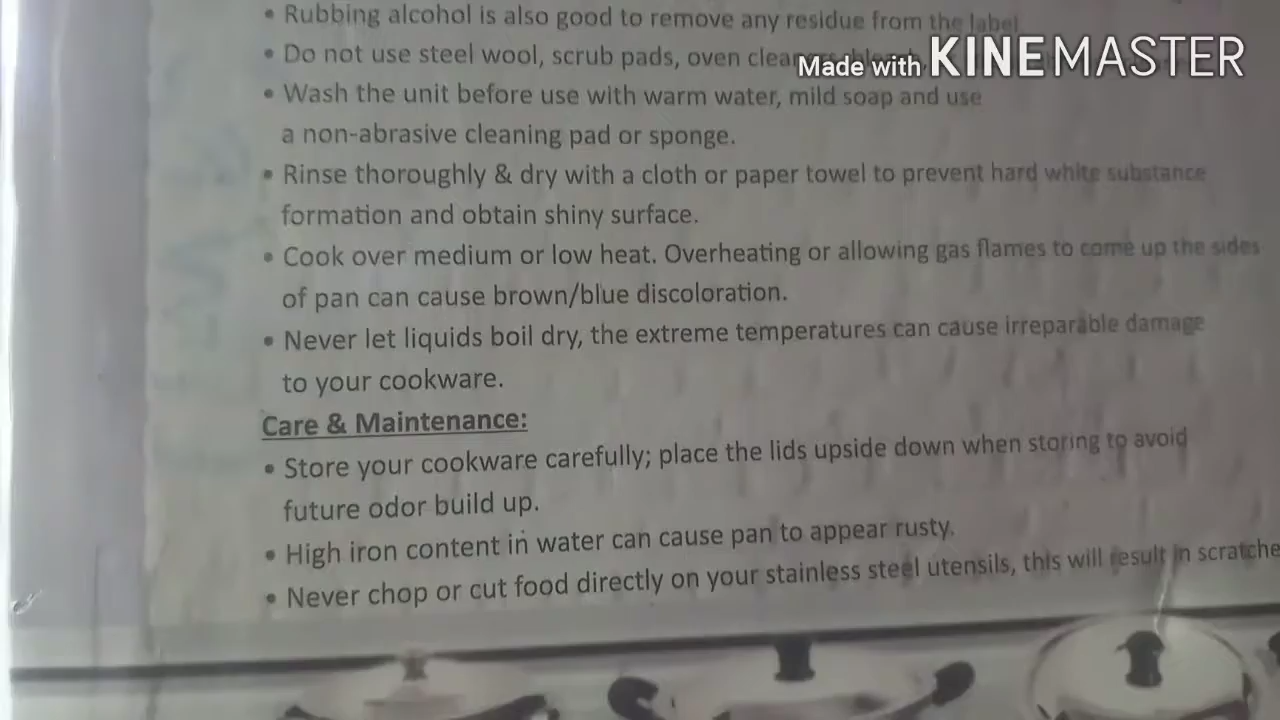 • Rubbing alcohol is also good to remove any residue from the label
• Do not use steel wool, scrub pads, oven
Made with KINEMASTER
• Wash the unit before use with warm water, mild soap and use
a non-abrasive cleaning pad or sponge.
• Rinse thoroughly & dry with a cloth or paper towel to prevent hard white substance
formation and obtain shiny surface.
• Cook over medium or low heat. Overheating or allowing gas flames to come up the sides
of pan can cause brown/blue discoloration.
• Never let liquids boil dry, the extreme temperatures can cause irreparable damage
to your cookware.
Care & Maintenance:
• Store your cookware carefully; place the lids upside down when storing to avoid
future odor build up.
• High iron content in water can cause pan to appear rusty.
• Never chop or cut food directly on your stainless steel utensils, this will result in scratche